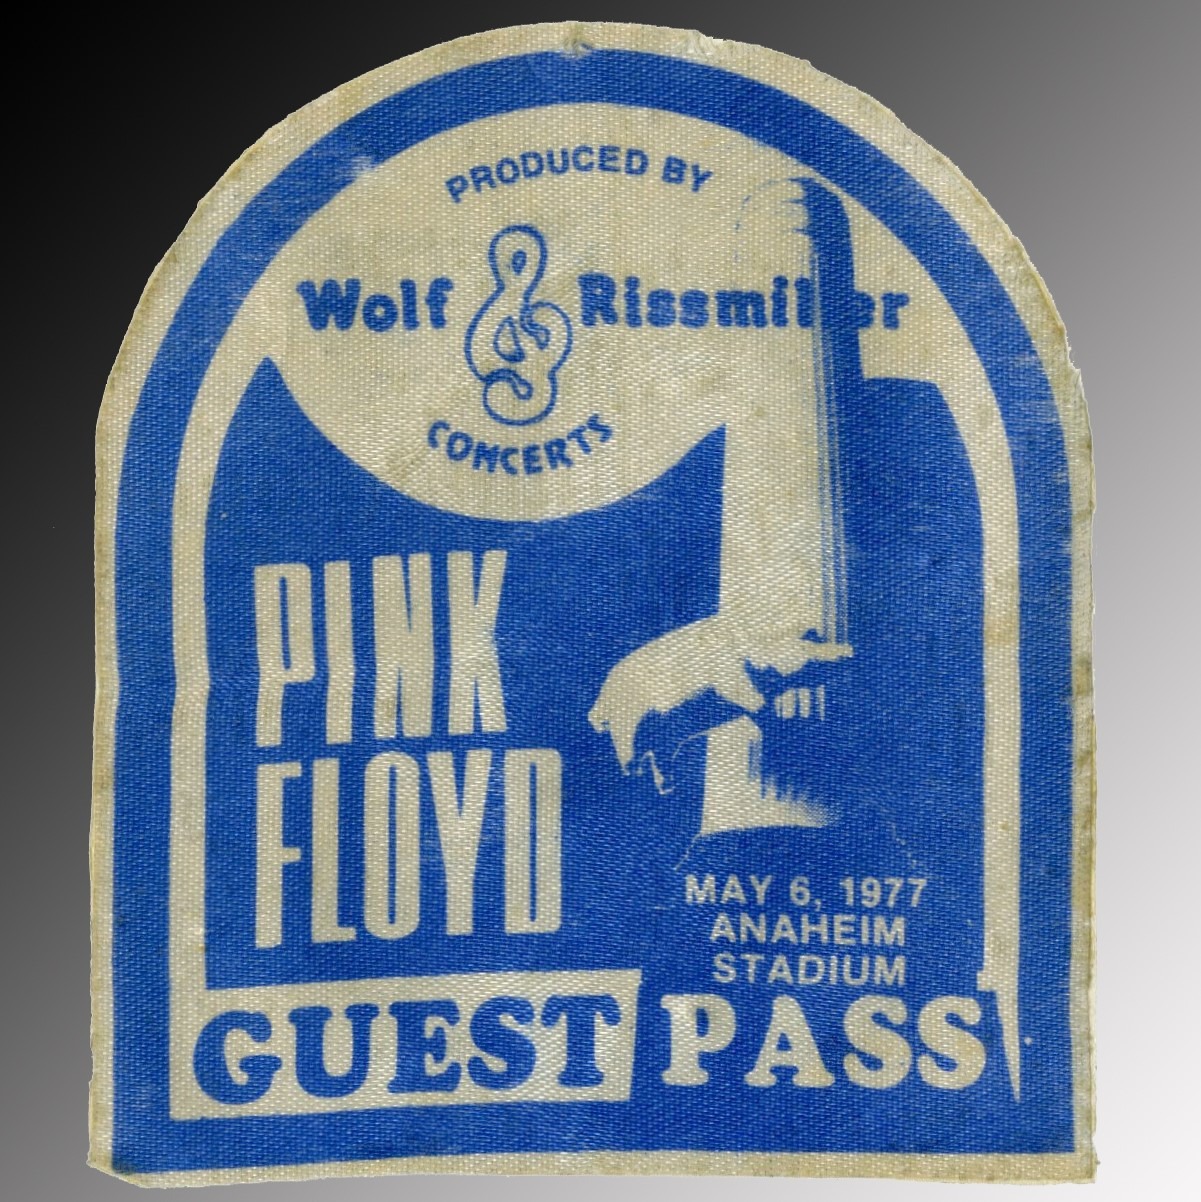 PRODUCED BY
Wolf & Rissmiller
CONCERTS
PINK
FLOYD
MAY 6, 1977
ANAHEIM
STADIUM
GUEST PASS